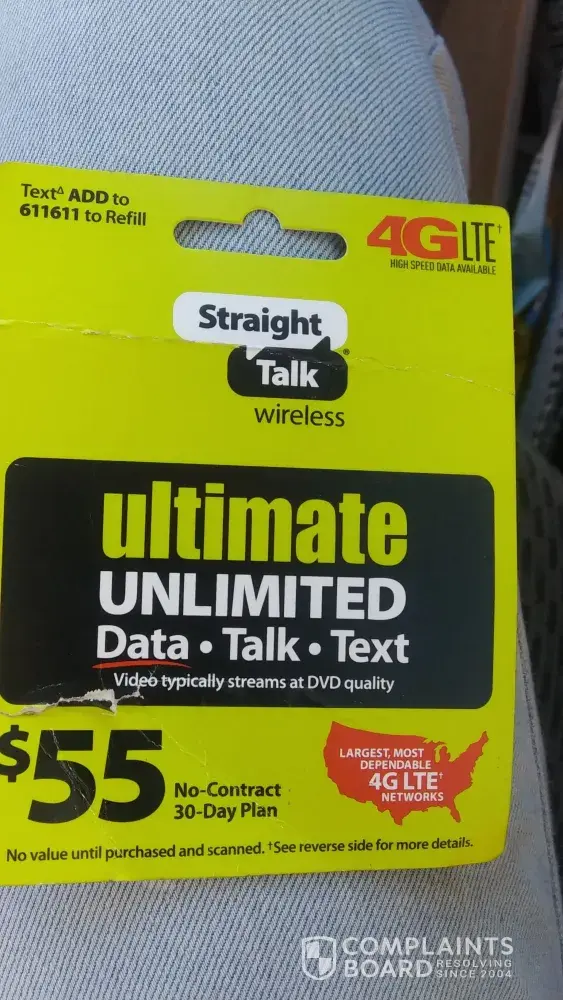 Text∆ ADD to
611611 to Refill
4G LTE†
HIGH SPEED DATA AVAILABLE
Straight
Talk®
wireless
ultimate
UNLIMITED
Data • Talk • Text
Video typically streams at DVD quality
$55
No-Contract
30-Day Plan
LARGEST, MOST
DEPENDABLE
4G LTE†
NETWORKS
No value until purchased and scanned. †See reverse side for more details.
COMPLAINTS
BOARD
RESOLVING
SINCE 2004